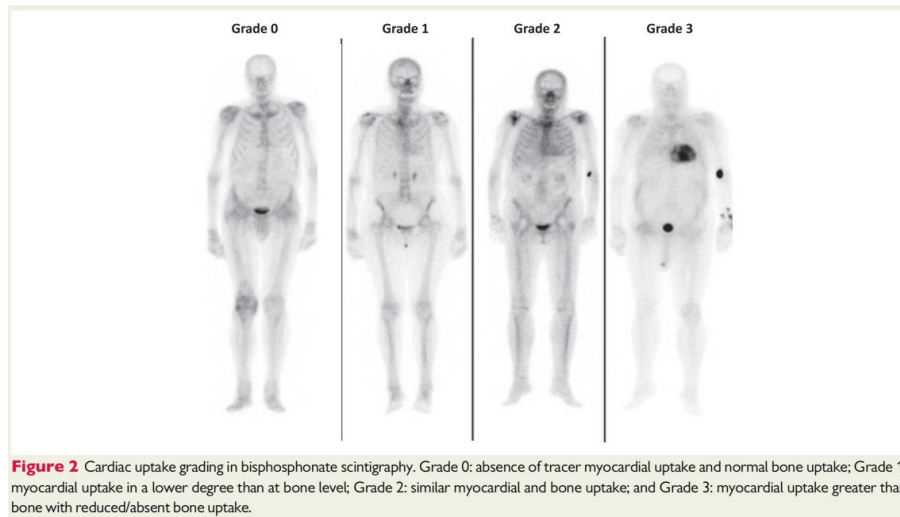 Grade 0 Grade 1 Grade 2 Grade 3
Figure 2 Cardiac uptake grading in bisphosphonate scintigraphy. Grade 0: absence of tracer myocardial uptake and normal bone uptake; Grade 1
myocardial uptake in a lower degree than at bone level; Grade 2: similar myocardial and bone uptake; and Grade 3: myocardial uptake greater tha
bone with reduced/absent bone uptake.